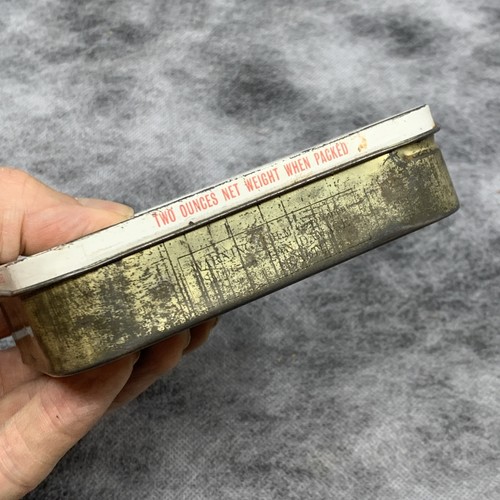 TWO OUNCES NET WEIGHT WHEN PACKED